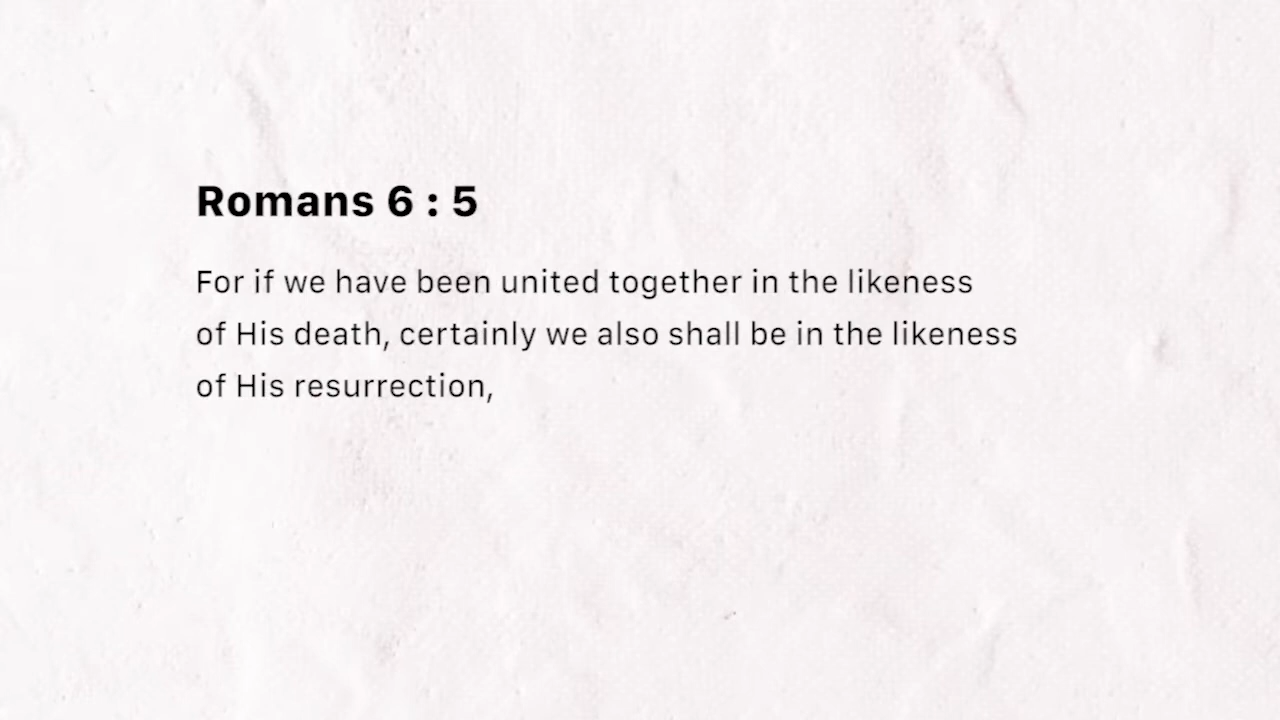 Romans 6 : 5
For if we have been united together in the likeness
of His death, certainly we also shall be in the likeness
of His resurrection,